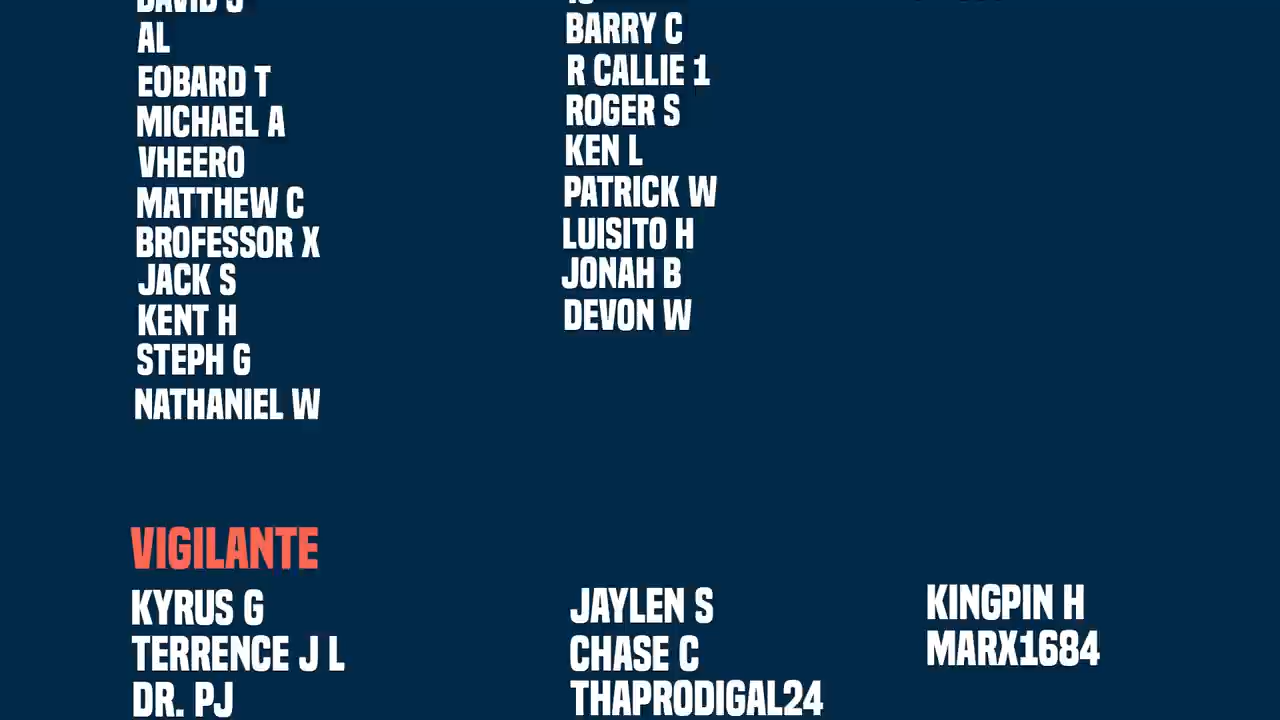 DAVID S
AL
EOBARD T
MICHAEL A
VHEERO
MATTHEW C
BROFESSOR X
JACK S
KENT H
STEPH G
NATHANIEL W
BARRY C
R CALLIE 1
ROGER S
KEN L
PATRICK W
LUISITO H
JONAH B
DEVON W
VIGILANTE
KYRUS G
TERRENCE J L
DR. PJ
JAYLEN S
CHASE C
THAPRODIGAL24
KINGPIN H
MARX1684